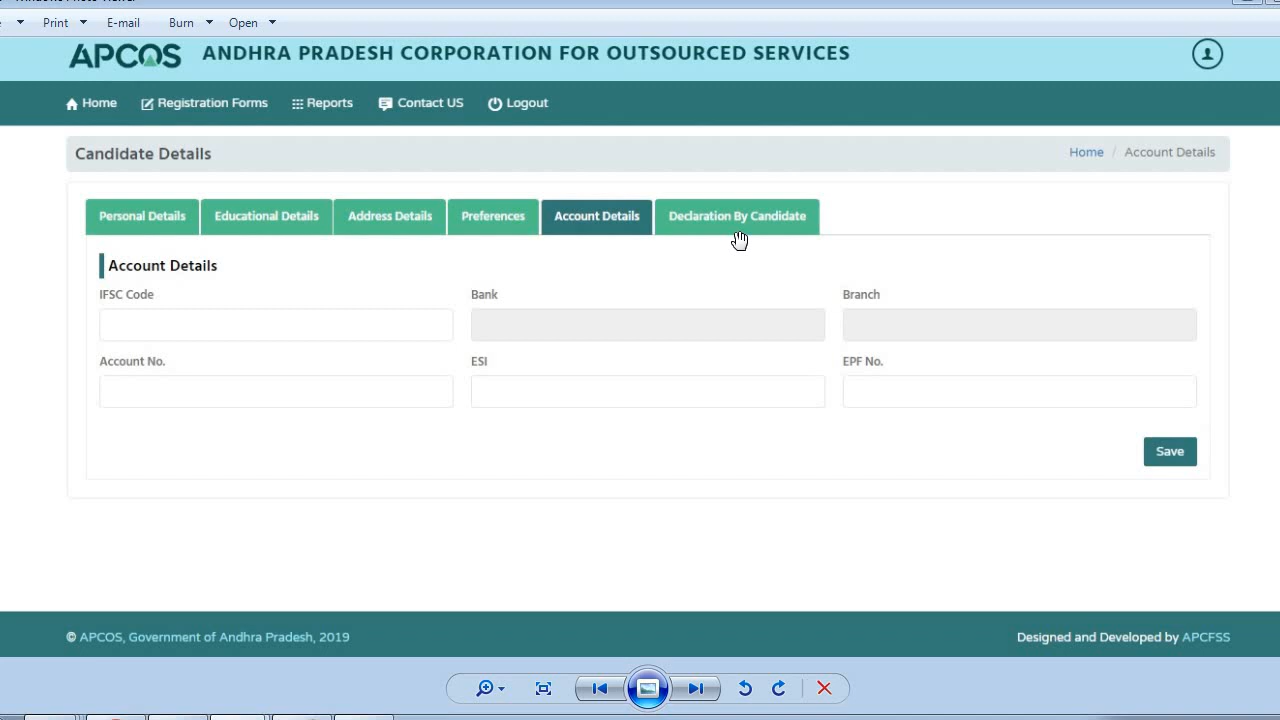 Print E-mail Burn Open
APCOS ANDHRA PRADESH CORPORATION FOR OUTSOURCED SERVICES
Home Registration Forms Reports Contact US Logout
Candidate Details Home / Account Details
Personal Details Educational Details Address Details Preferences Account Details Declaration By Candidate
Account Details
IFSC Code Bank Branch
Account No. ESI EPF No.
Save
© APCOS, Government of Andhra Pradesh, 2019 Designed and Developed by APCFSS